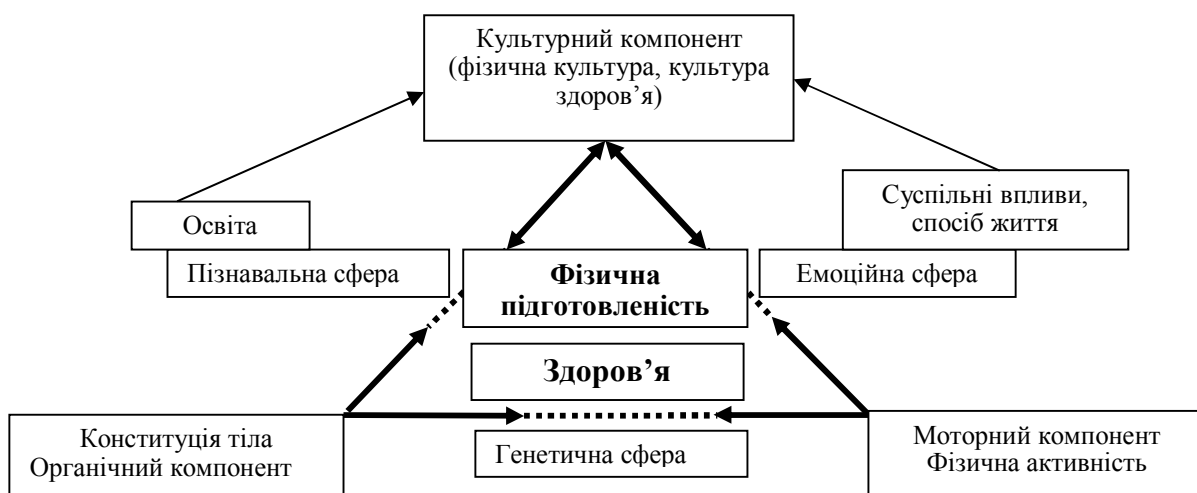 Культурний компонент
(фізична культура, культура
здоров’я)
Освіта
Суспільні впливи,
спосіб життя
Пізнавальна сфера
Фізична
підготовленість
Емоційна сфера
Здоров’я
Конституція тіла
Органічний компонент
Генетична сфера
Моторний компонент
Фізична активність